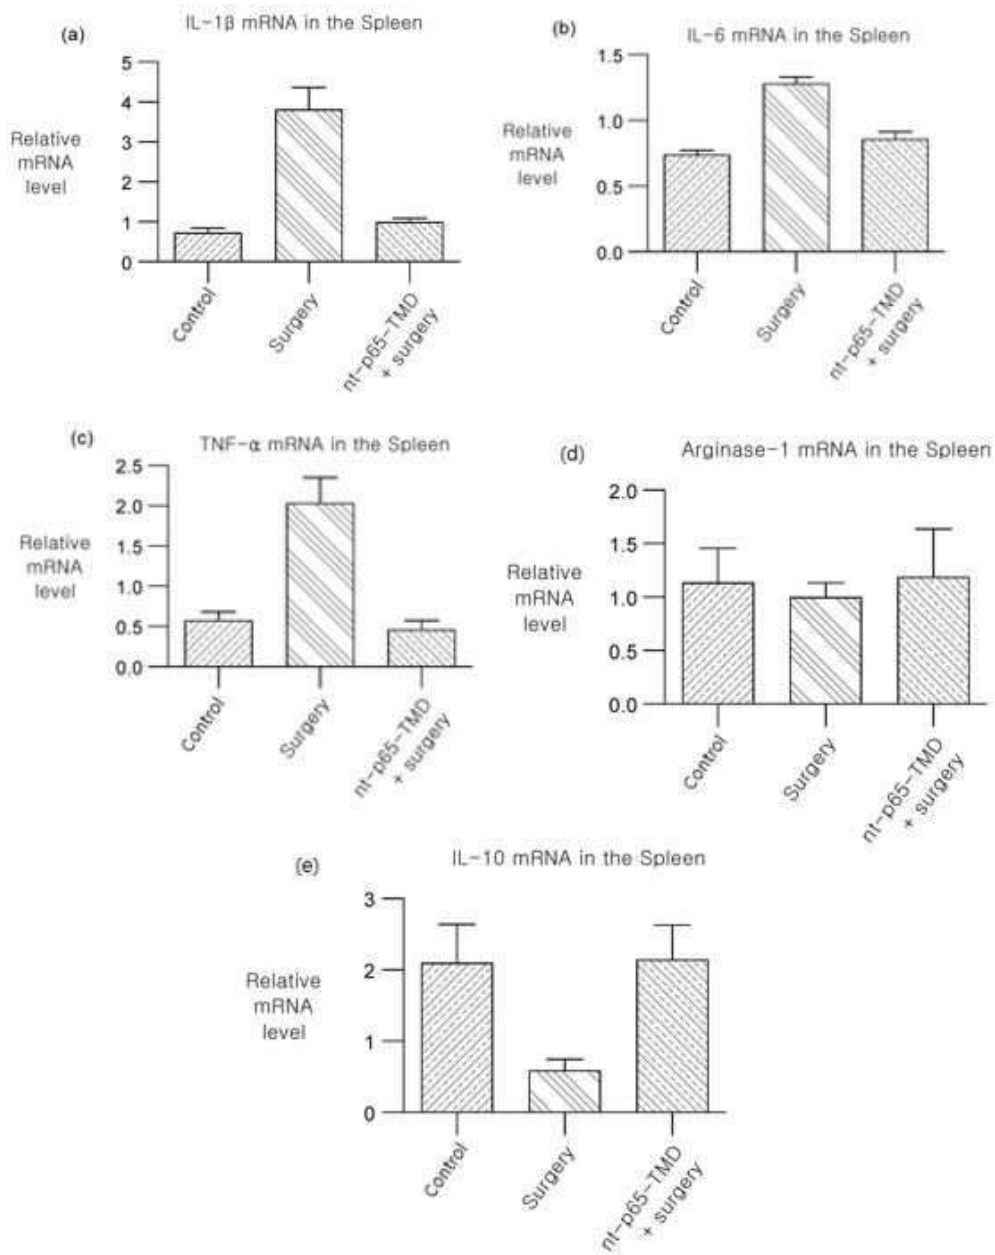 (a)
IL-1β mRNA in the Spleen
Relative
mRNA
level
5
4
3
2
1
0
Control
Surgery
nt-p65-TMD
+ surgery
(b)
IL-6 mRNA in the Spleen
Relative
mRNA
level
1.5
1.0
0.5
0.0
Control
Surgery
nt-p65-TMD
+ surgery
(c)
TNF-α mRNA in the Spleen
Relative
mRNA
level
2.5
2.0
1.5
1.0
0.5
0.0
Control
Surgery
nt-p65-TMD
+ surgery
(d)
Arginase-1 mRNA in the Spleen
Relative
mRNA
level
2.0
1.5
1.0
0.5
0.0
Control
Surgery
nt-p65-TMD
+ surgery
(e)
IL-10 mRNA in the Spleen
Relative
mRNA
level
3
2
1
0
Control
Surgery
nt-p65-TMD
+ surgery